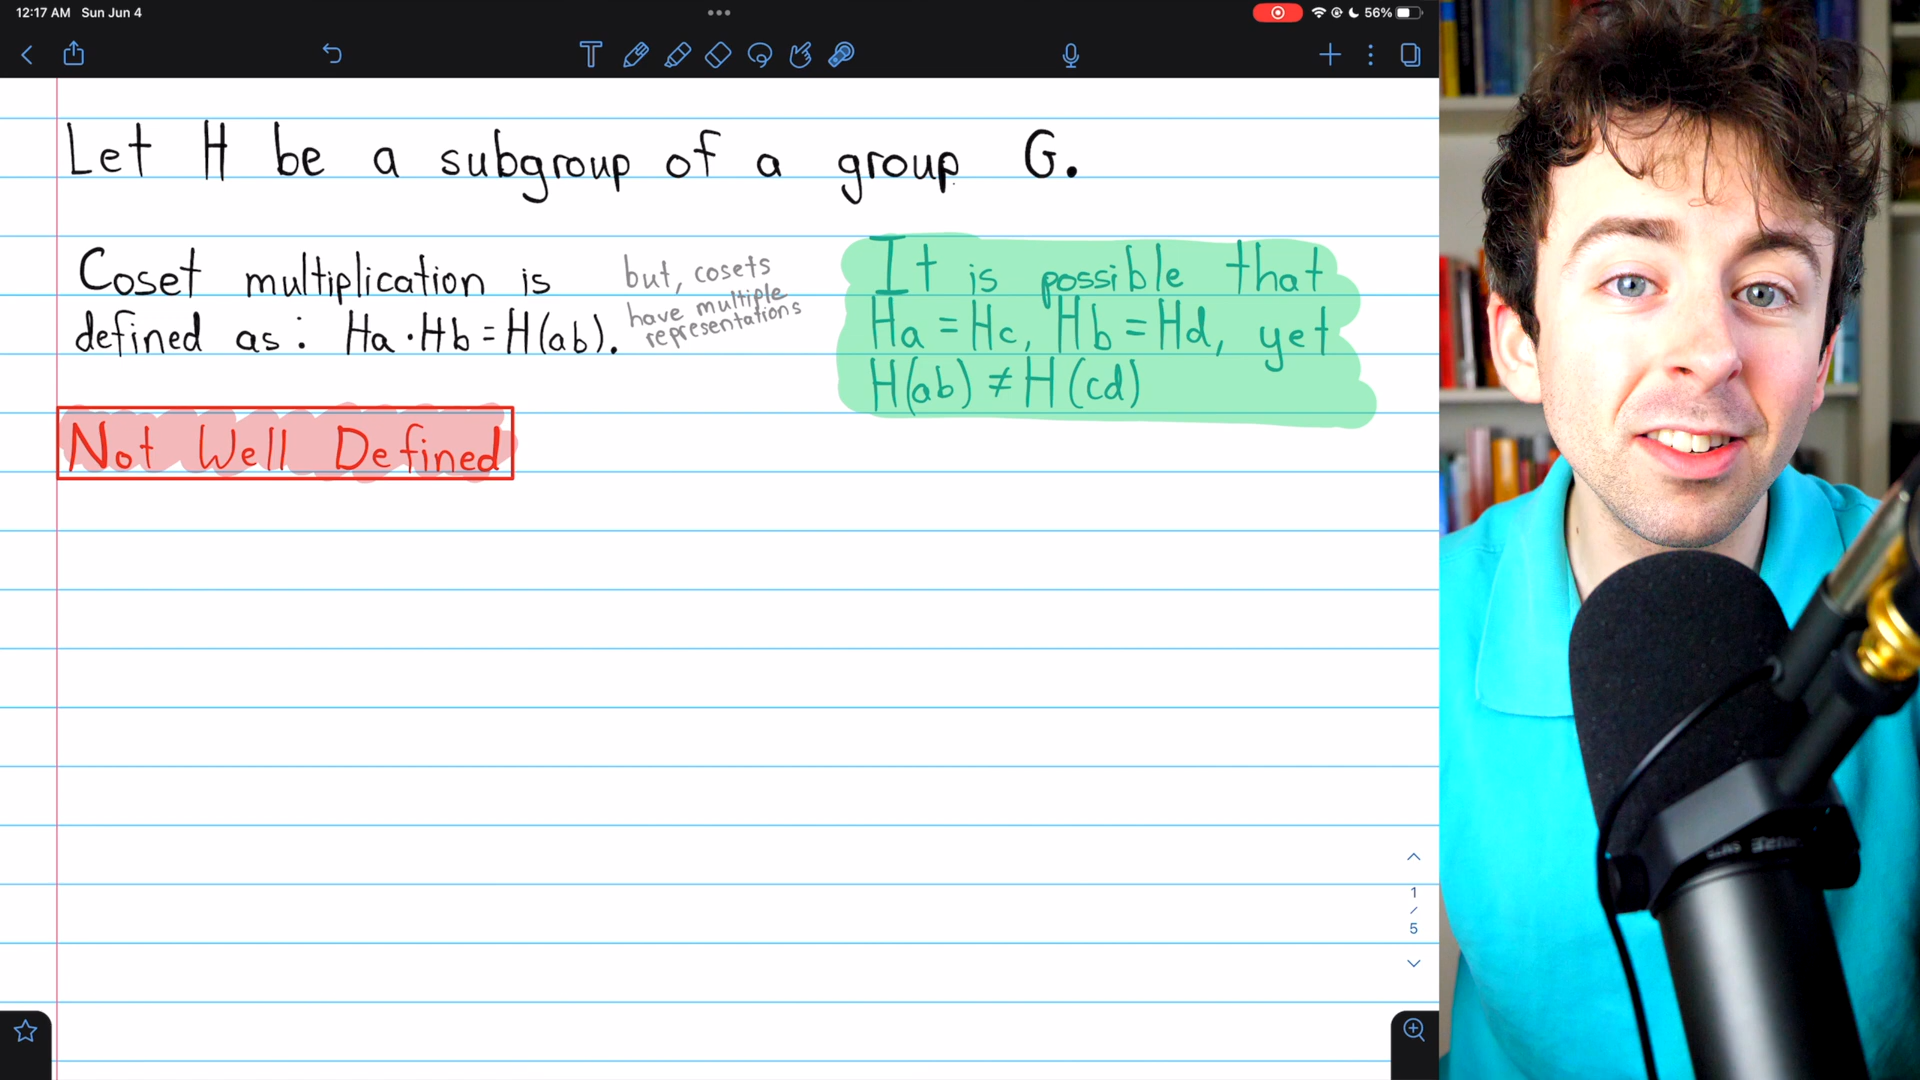 12:17 AM Sun Jun 4
56%
Let H be a subgroup of a group G.
Coset multiplication is
defined as: Ha·Hb=H(ab).
but, cosets
have multiple
representations
It is possible that
Ha=Hc, Hb=Hd, yet
H(ab)≠H(cd)
Not Well Defined
1
/
5